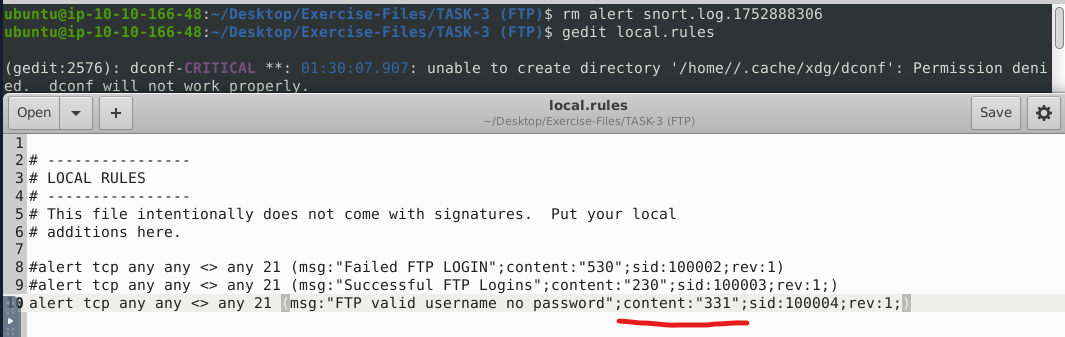 ubuntu@ip-10-10-166-48:~/Desktop/Exercise-Files/TASK-3 (FTP)$ rm alert snort.log.1752888306
ubuntu@ip-10-10-166-48:~/Desktop/Exercise-Files/TASK-3 (FTP)$ gedit local.rules
(gedit:2576): dconf-CRITICAL **: 01:30:07.907: unable to create directory '/home//.cache/xdg/dconf': Permission deni
ed.  dconf will not work properly.
Open
local.rules
~/Desktop/Exercise-Files/TASK-3 (FTP)
Save
1
2 # ----------------
3 # LOCAL RULES
4 # ----------------
5 # This file intentionally does not come with signatures.  Put your local
6 # additions here.
7
8 #alert tcp any any <> any 21 (msg:"Failed FTP LOGIN";content:"530";sid:100002;rev:1)
9 #alert tcp any any <> any 21 (msg:"Successful FTP Logins";content:"230";sid:100003;rev:1;)
10 alert tcp any any <> any 21 (msg:"FTP valid username no password";content:"331";sid:100004;rev:1;)